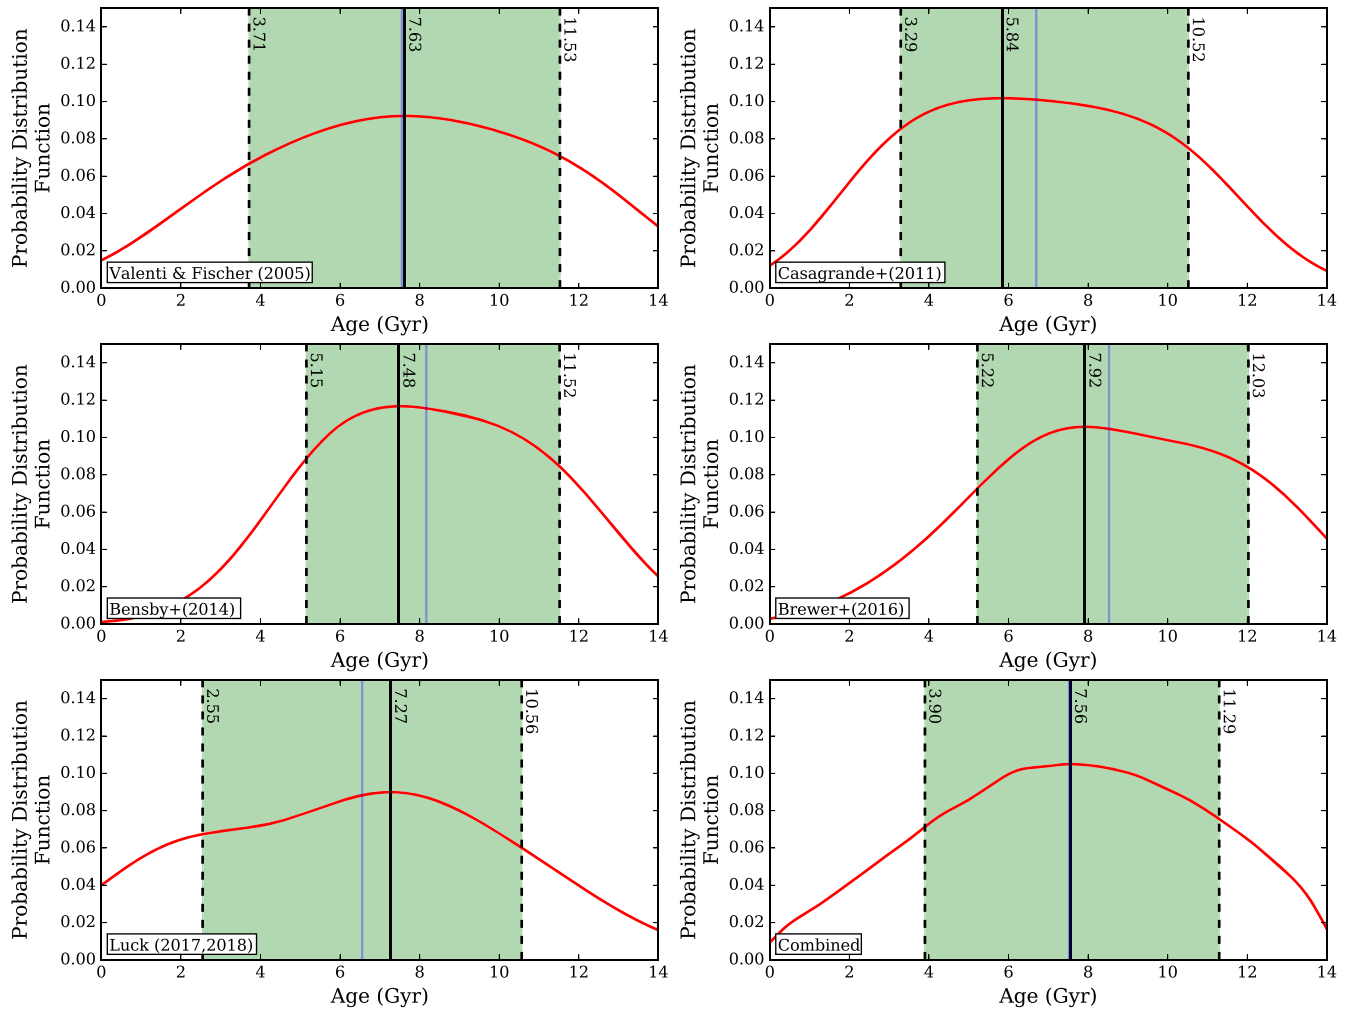 Probability Distribution
Function
0.14
0.12
0.10
0.08
0.06
0.04
0.02
0.00
3.71
7.63
11.53
Valenti & Fischer (2005)
0 2 4 6 8 10 12 14
Age (Gyr)
Probability Distribution
Function
0.14
0.12
0.10
0.08
0.06
0.04
0.02
0.00
3.29
5.84
10.52
Casagrande+(2011)
0 2 4 6 8 10 12 14
Age (Gyr)
Probability Distribution
Function
0.14
0.12
0.10
0.08
0.06
0.04
0.02
0.00
5.15
7.48
11.52
Bensby+(2014)
0 2 4 6 8 10 12 14
Age (Gyr)
Probability Distribution
Function
0.14
0.12
0.10
0.08
0.06
0.04
0.02
0.00
5.22
7.92
12.03
Brewer+(2016)
0 2 4 6 8 10 12 14
Age (Gyr)
Probability Distribution
Function
0.14
0.12
0.10
0.08
0.06
0.04
0.02
0.00
2.55
7.27
10.56
Luck (2017,2018)
0 2 4 6 8 10 12 14
Age (Gyr)
Probability Distribution
Function
0.14
0.12
0.10
0.08
0.06
0.04
0.02
0.00
3.90
7.56
11.29
Combined
0 2 4 6 8 10 12 14
Age (Gyr)